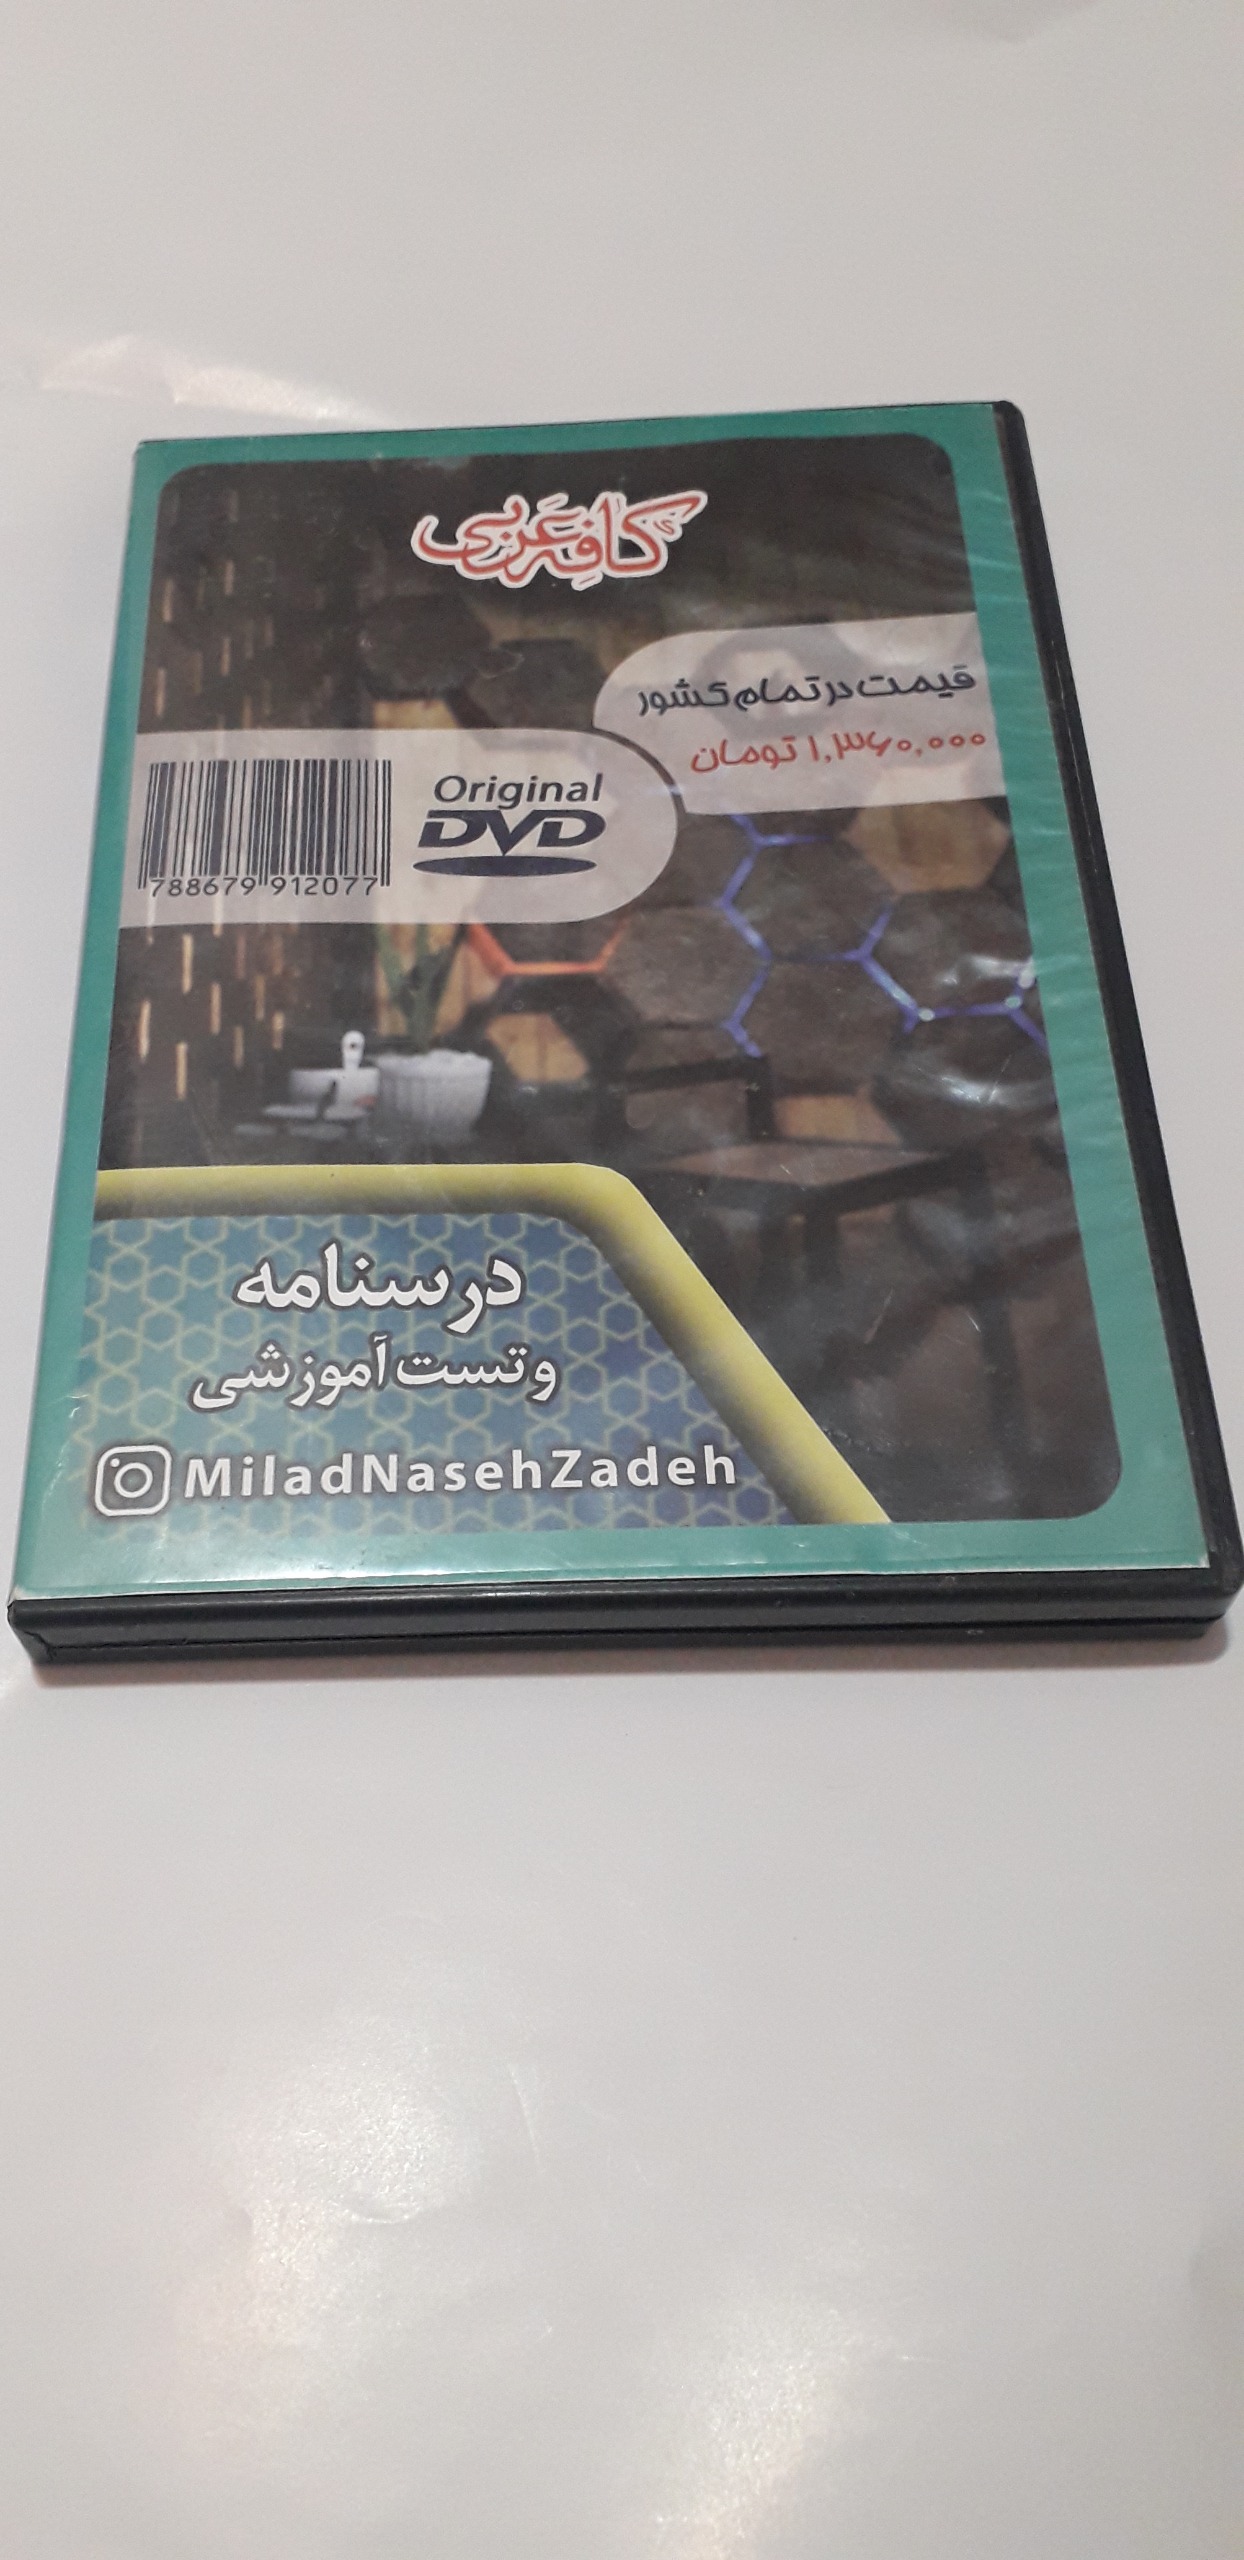 کافه عربی
قیمت در تمام کشور
۱,۳۶۰,۰۰۰ تومان
Original
DVD
788679 912077
درسنامه
و تست آموزشی
MiladNasehZadeh